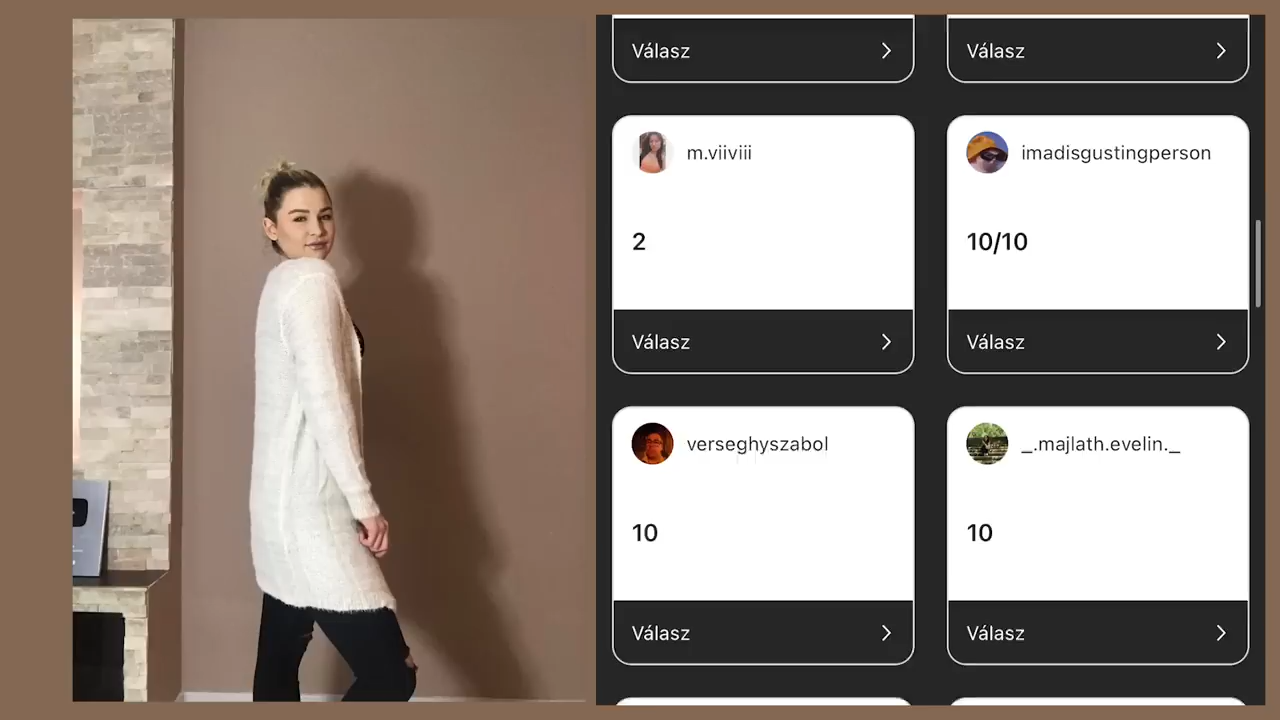 Válasz
Válasz
m.viiviii
imadisgustingperson
2
10/10
Válasz
Válasz
verseghyszabol
_.majlath.evelin._
10
10
Válasz
Válasz